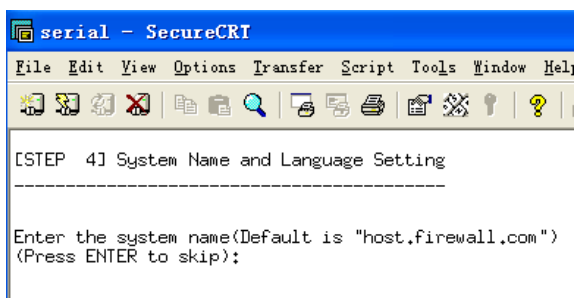 serial - SecureCRT
File Edit View Options Transfer Script Tools Window Help
[STEP  4] System Name and Language Setting
-------------------------------------------
Enter the system name(Default is "host.firewall.com")
(Press ENTER to skip):